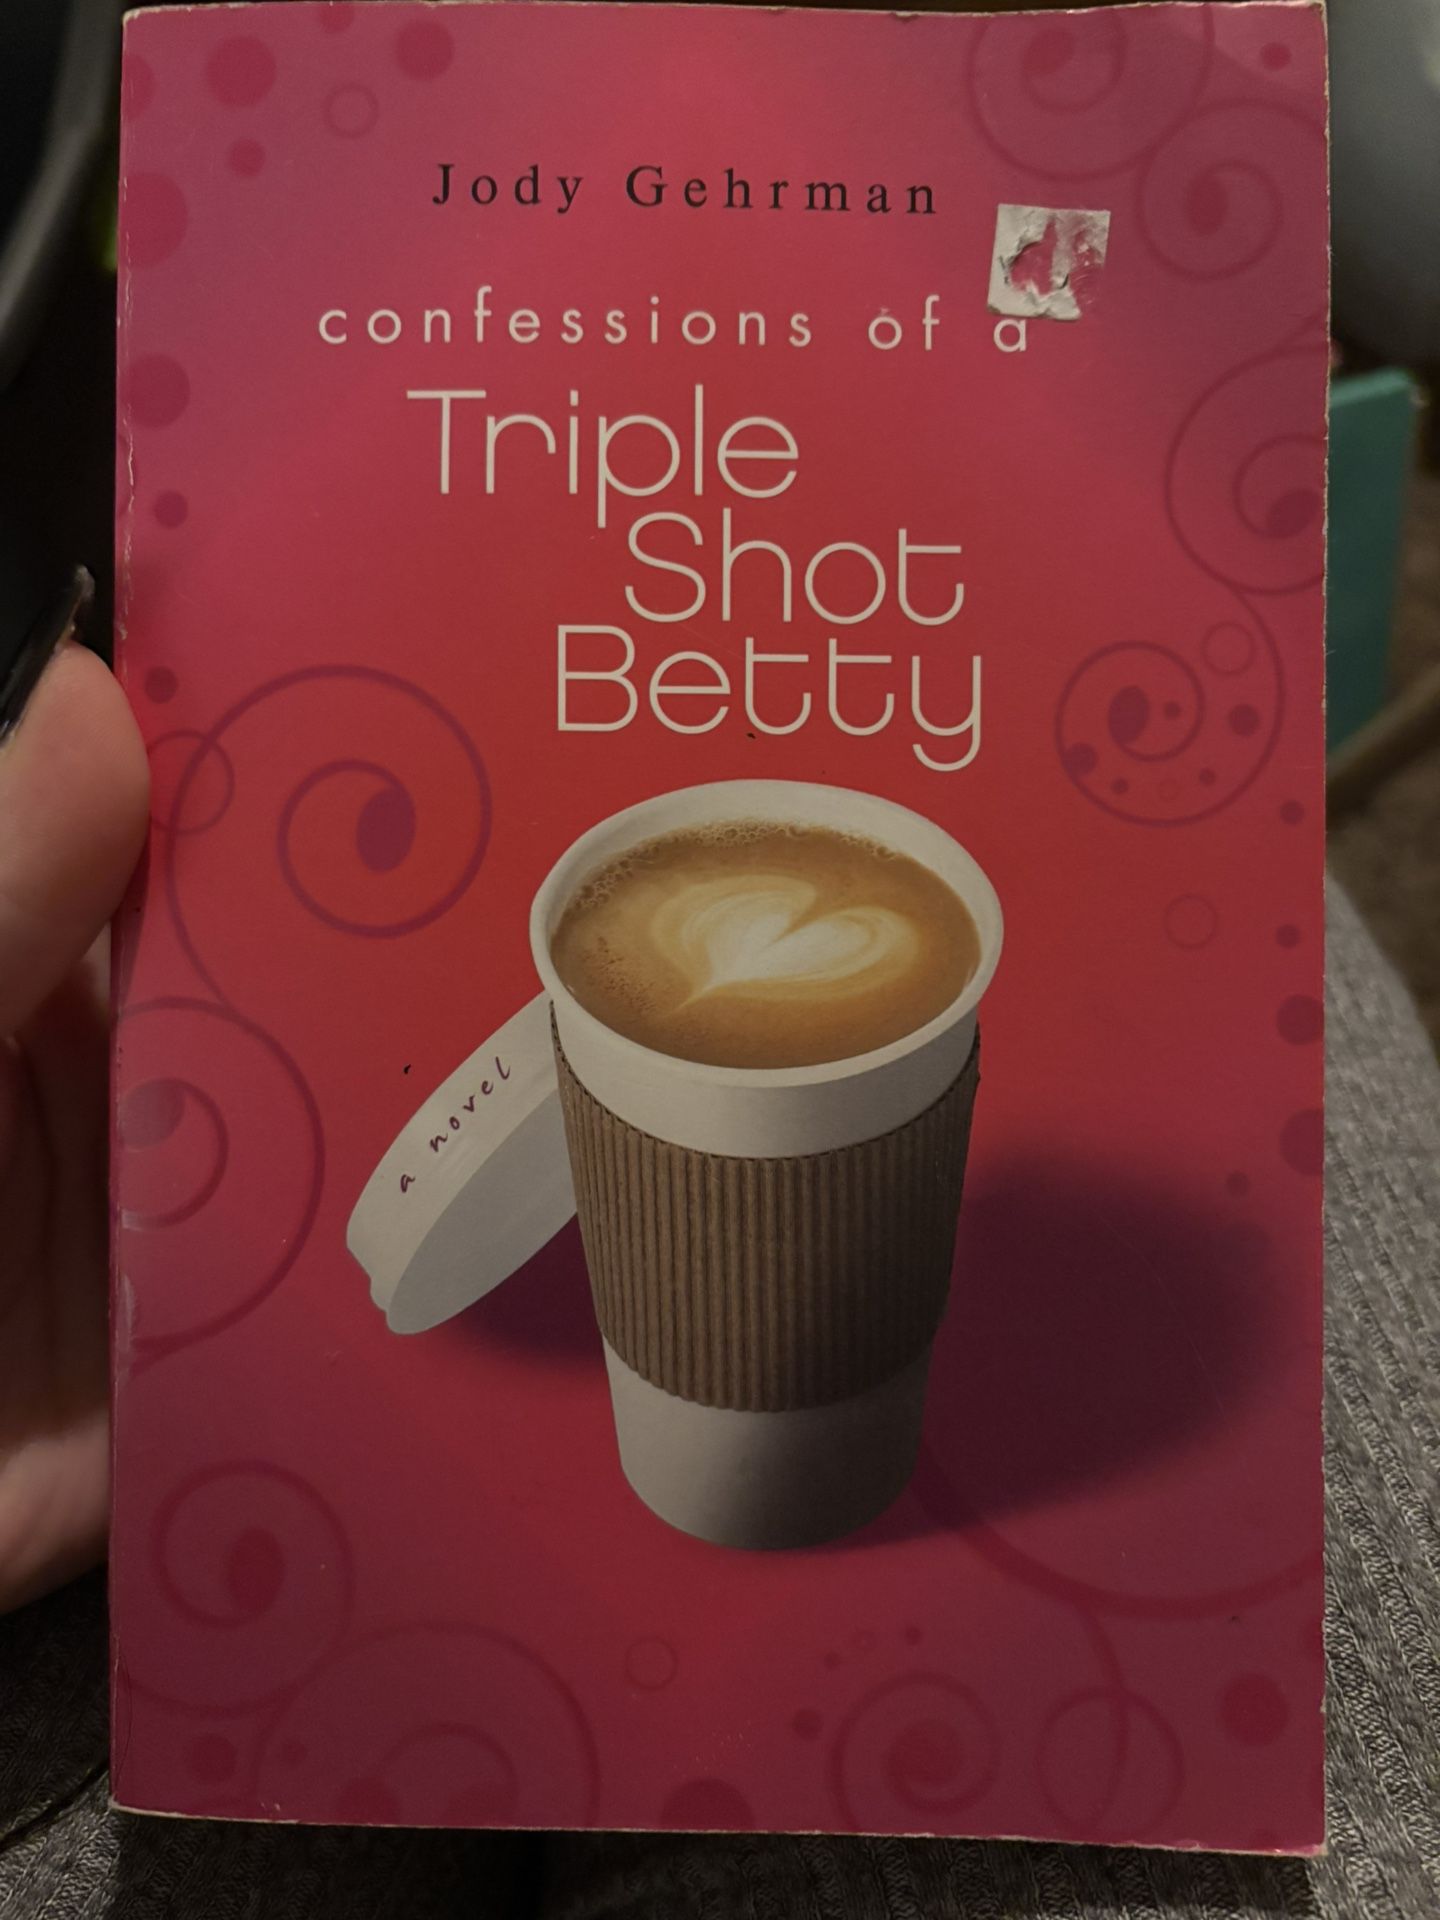 Jody Gehrman
confessions of a
Triple
Shot
Betty
a novel